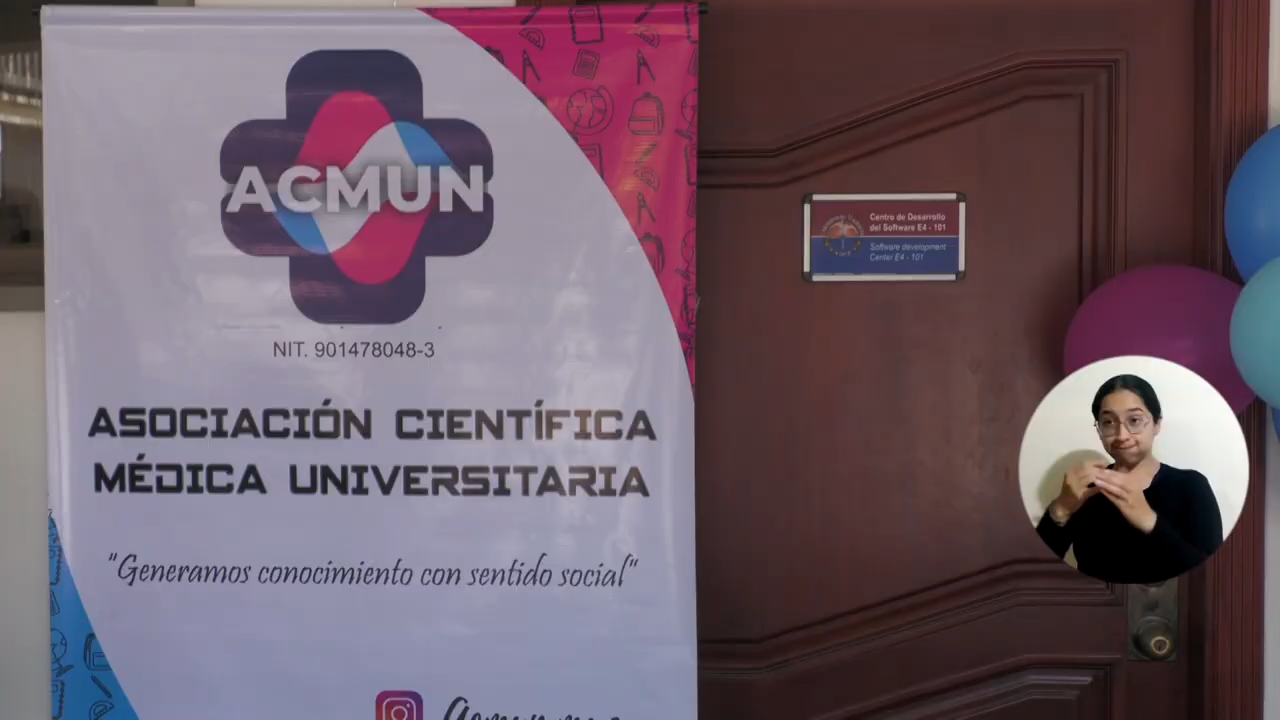 ACMUN
NIT. 901478048-3
ASOCIACIÓN CIENTÍFICA
MÉDICA UNIVERSITARIA
"Generamos conocimiento con sentido social"
Centro de Desarrollo
del Software E4 - 101
Software development
Center E4 - 101